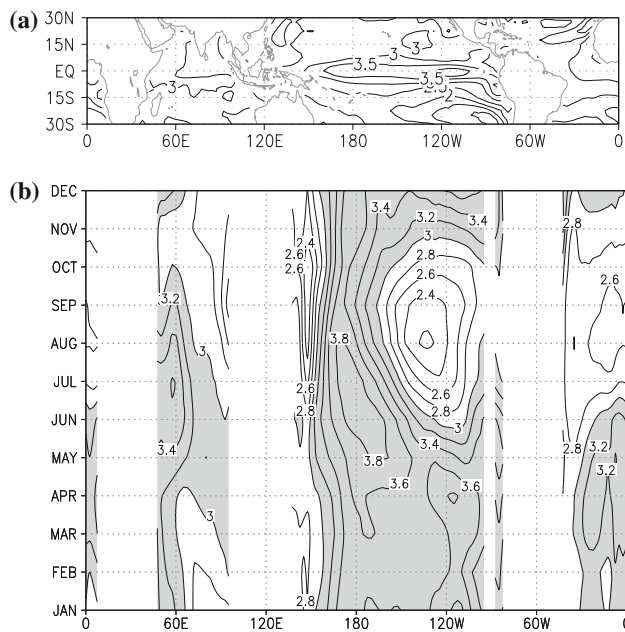 (a)
30N
15N
EQ
15S
30S
3
3
3.5
3.5
2
0
60E
120E
180
120W
60W
0
(b)
DEC
NOV
OCT
SEP
AUG
JUL
JUN
MAY
APR
MAR
FEB
JAN
3.4
3.2
3.4
3
2.8
2.6
2.4
2.4
2.6
2.6
2.8
2.6
3.2
3
3.8
2.6
2.8
2.6
2.8
3
3.4
2.8
3.2
3.4
3.8
3.2
3.6
3.6
3
2.8
0
60E
120E
180
120W
60W
0